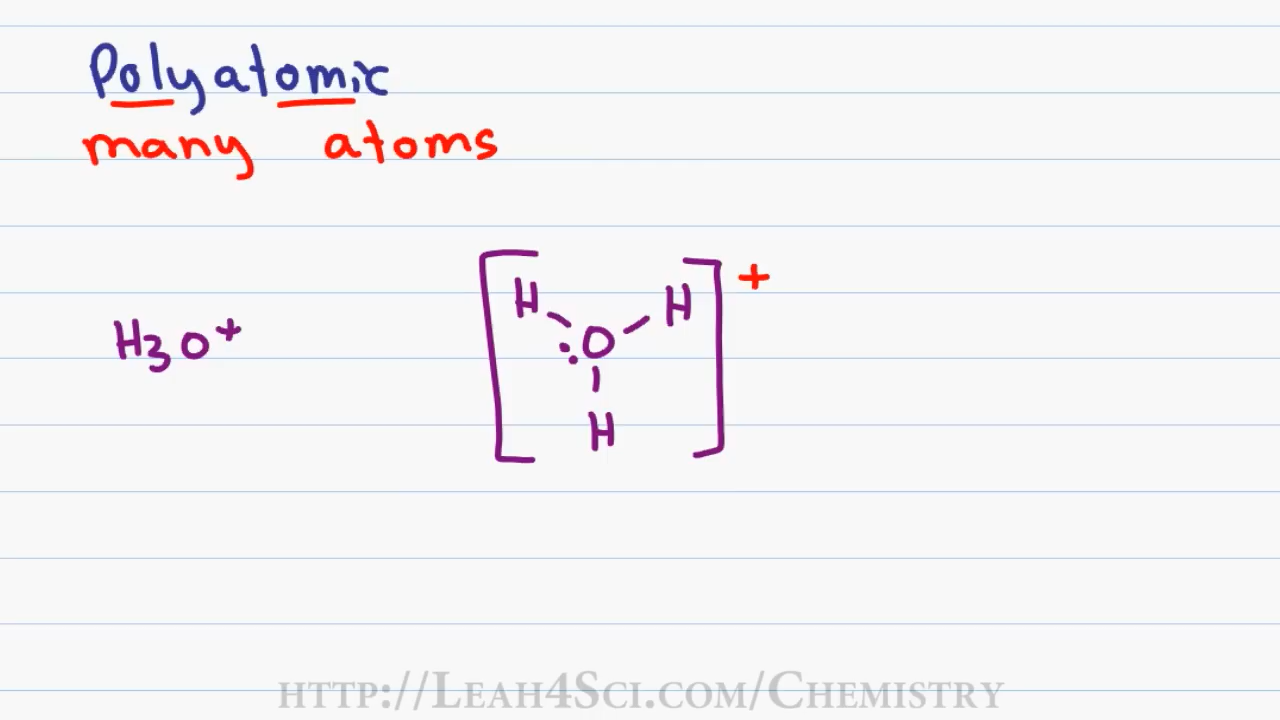 Polyatomic
many atoms
H3O+
[H H +
:O
H]
HTTP://LEAH4SCI.COM/CHEMISTRY